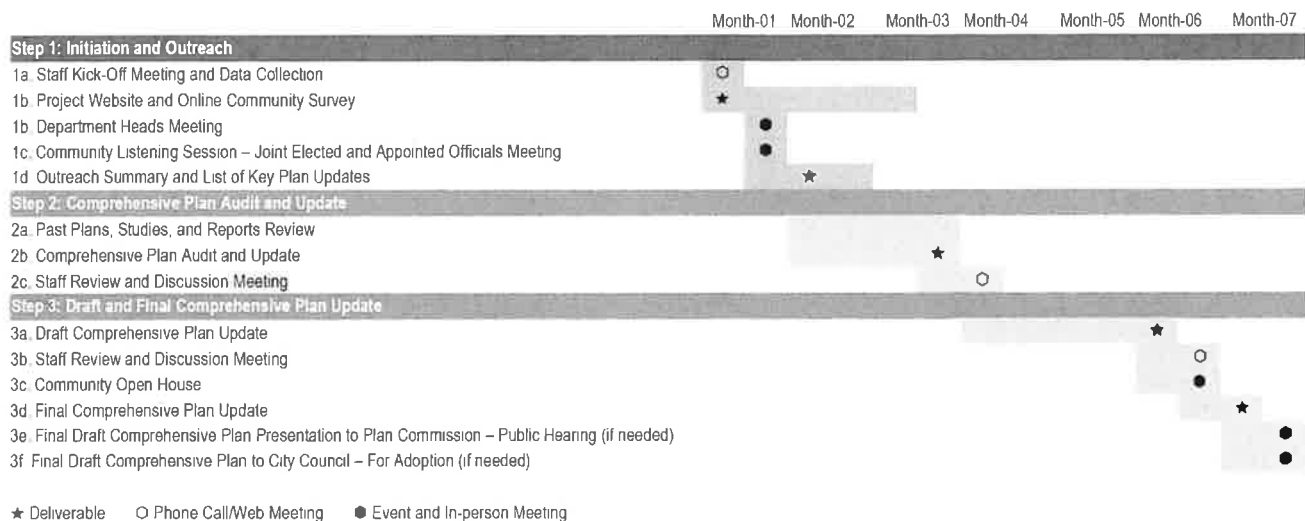 Month-01 Month-02 Month-03 Month-04 Month-05 Month-06 Month-07
Step 1: Initiation and Outreach
1a. Staff Kick-Off Meeting and Data Collection
1b. Project Website and Online Community Survey
1b. Department Heads Meeting
1c. Community Listening Session – Joint Elected and Appointed Officials Meeting
1d Outreach Summary and List of Key Plan Updates
Step 2: Comprehensive Plan Audit and Update
2a. Past Plans, Studies, and Reports Review
2b. Comprehensive Plan Audit and Update
2c. Staff Review and Discussion Meeting
Step 3: Draft and Final Comprehensive Plan Update
3a. Draft Comprehensive Plan Update
3b. Staff Review and Discussion Meeting
3c. Community Open House
3d. Final Comprehensive Plan Update
3e. Final Draft Comprehensive Plan Presentation to Plan Commission – Public Hearing (if needed)
3f Final Draft Comprehensive Plan to City Council – For Adoption (if needed)
★ Deliverable ⬡ Phone Call/Web Meeting ⬢ Event and In-person Meeting